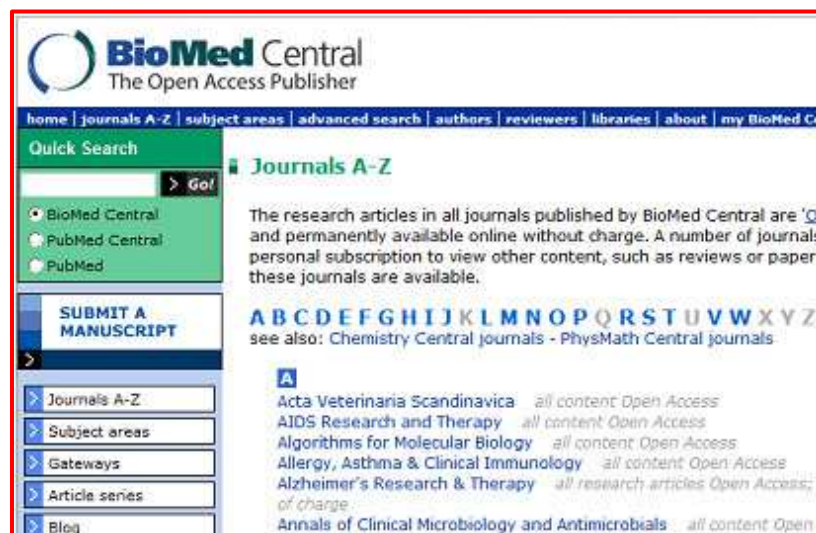 BioMed Central
The Open Access Publisher
home | journals A-Z | subject areas | advanced search | authors | reviewers | libraries | about | my BioMed
Quick Search
Go!
BioMed Central
PubMed Central
PubMed
SUBMIT A
MANUSCRIPT
Journals A-Z
Subject areas
Gateways
Article series
Blog
Journals A-Z
The research articles in all journals published by BioMed Central are
and permanently available online without charge. A number of journals
personal subscription to view other content, such as reviews or paper
these journals are available.
A B C D E F G H I J K L M N O P Q R S T U V W X Y Z
see also: Chemistry Central journals - PhysMath Central journals
A
Acta Veterinaria Scandinavica all content Open Access
AIDS Research and Therapy all content Open Access
Algorithms for Molecular Biology all content Open Access
Allergy, Asthma & Clinical Immunology all content Open Access
Alzheimer's Research & Therapy all research articles Open Access;
of charge
Annals of Clinical Microbiology and Antimicrobials all content Open